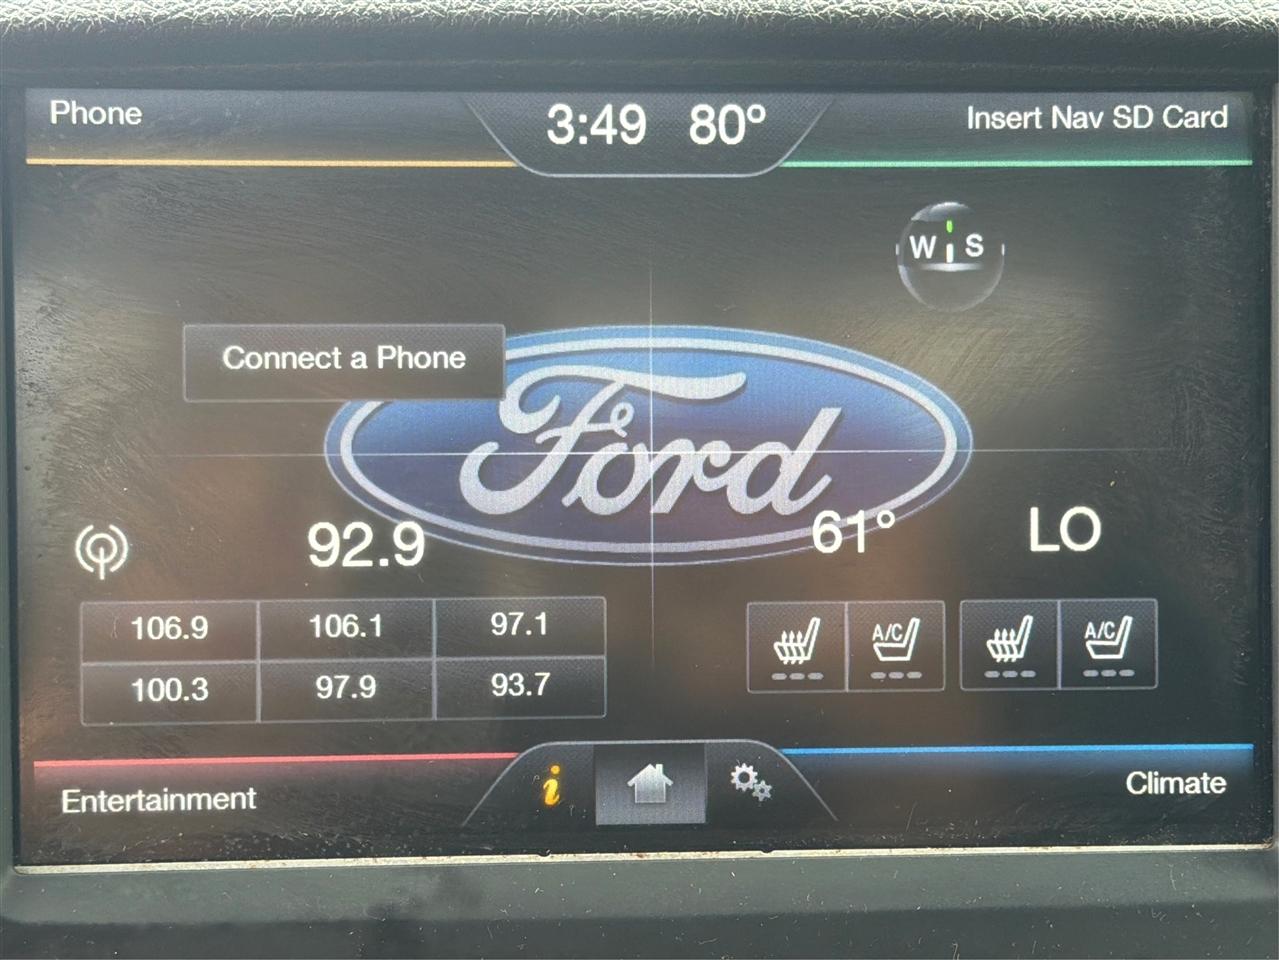 Phone
3:49 80°
Insert Nav SD Card
W S
Connect a Phone
Ford
92.9
61° LO
106.9 106.1 97.1
100.3 97.9 93.7
A/C A/C
Entertainment
i
Climate